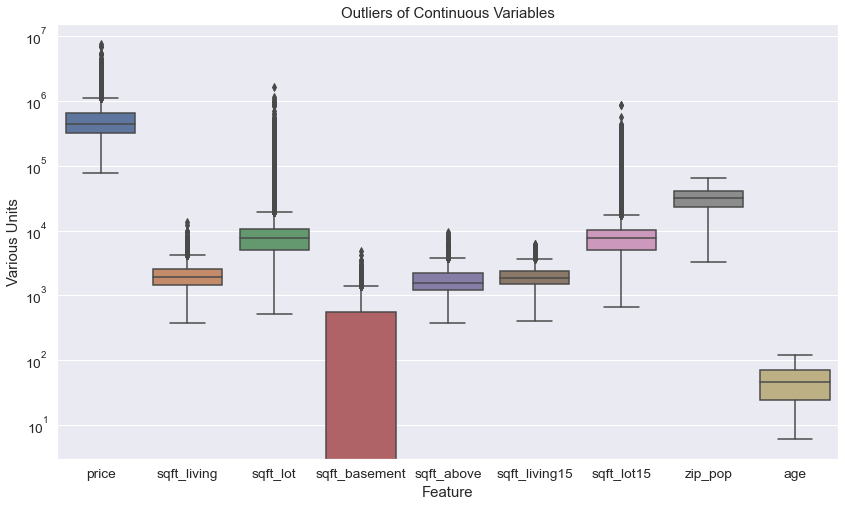 Outliers of Continuous Variables
10^7
10^6
10^5
10^4
10^3
10^2
10^1
Various Units
price sqft_living sqft_lot sqft_basement sqft_above sqft_living15 sqft_lot15 zip_pop age
Feature